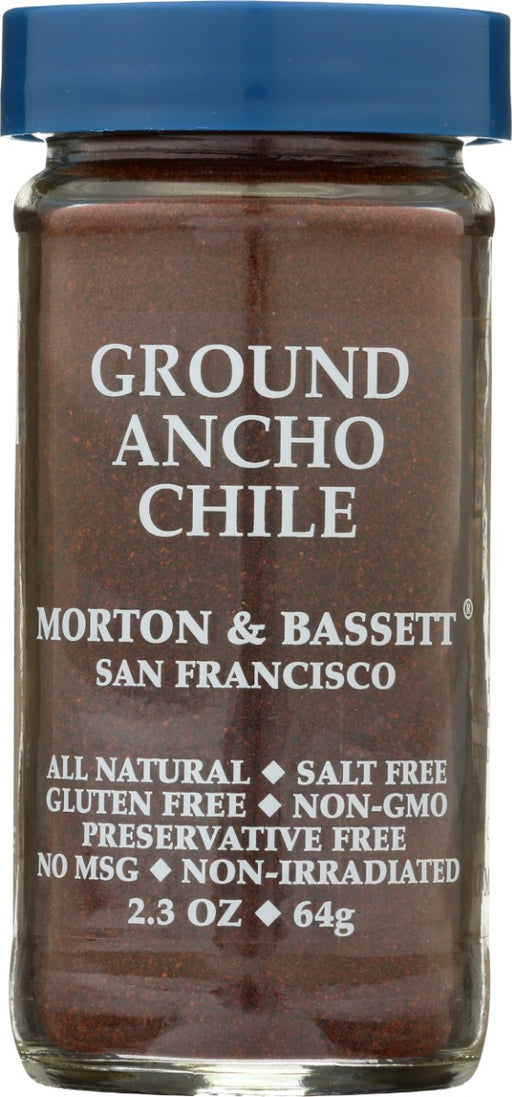 GROUND
ANCHO
CHILE
MORTON & BASSETT®
SAN FRANCISCO
ALL NATURAL ◆ SALT FREE
GLUTEN FREE ◆ NON-GMO
PRESERVATIVE FREE
NO MSG ◆ NON-IRRADIATED
2.3 OZ ◆ 64g